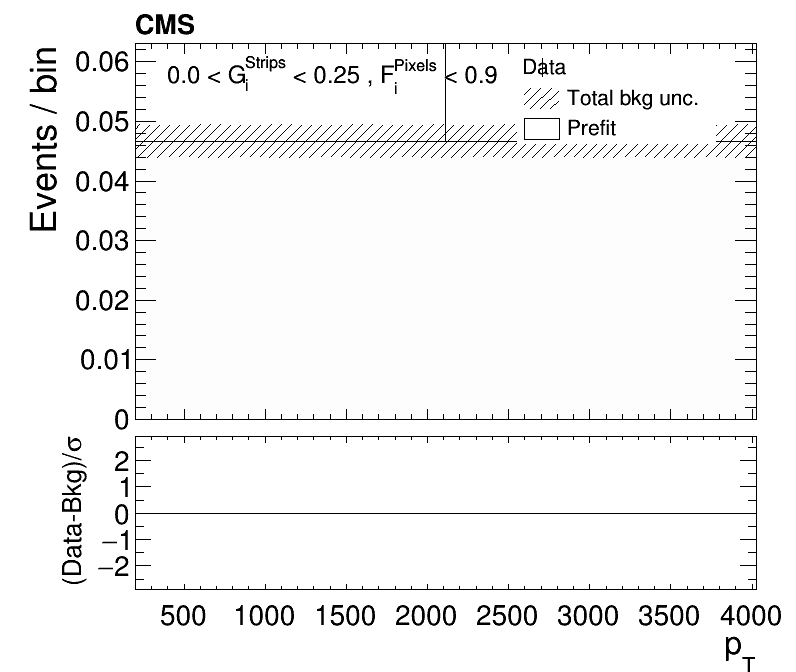 CMS
Events / bin
0.06
0.05
0.04
0.03
0.02
0.01
0
0.0 < G_i^Strips < 0.25 , F_i^Pixels < 0.9
Data
Total bkg unc.
Prefit
(Data-Bkg)/σ
2
1
0
−1
−2
500 1000 1500 2000 2500 3000 3500 4000
p_T